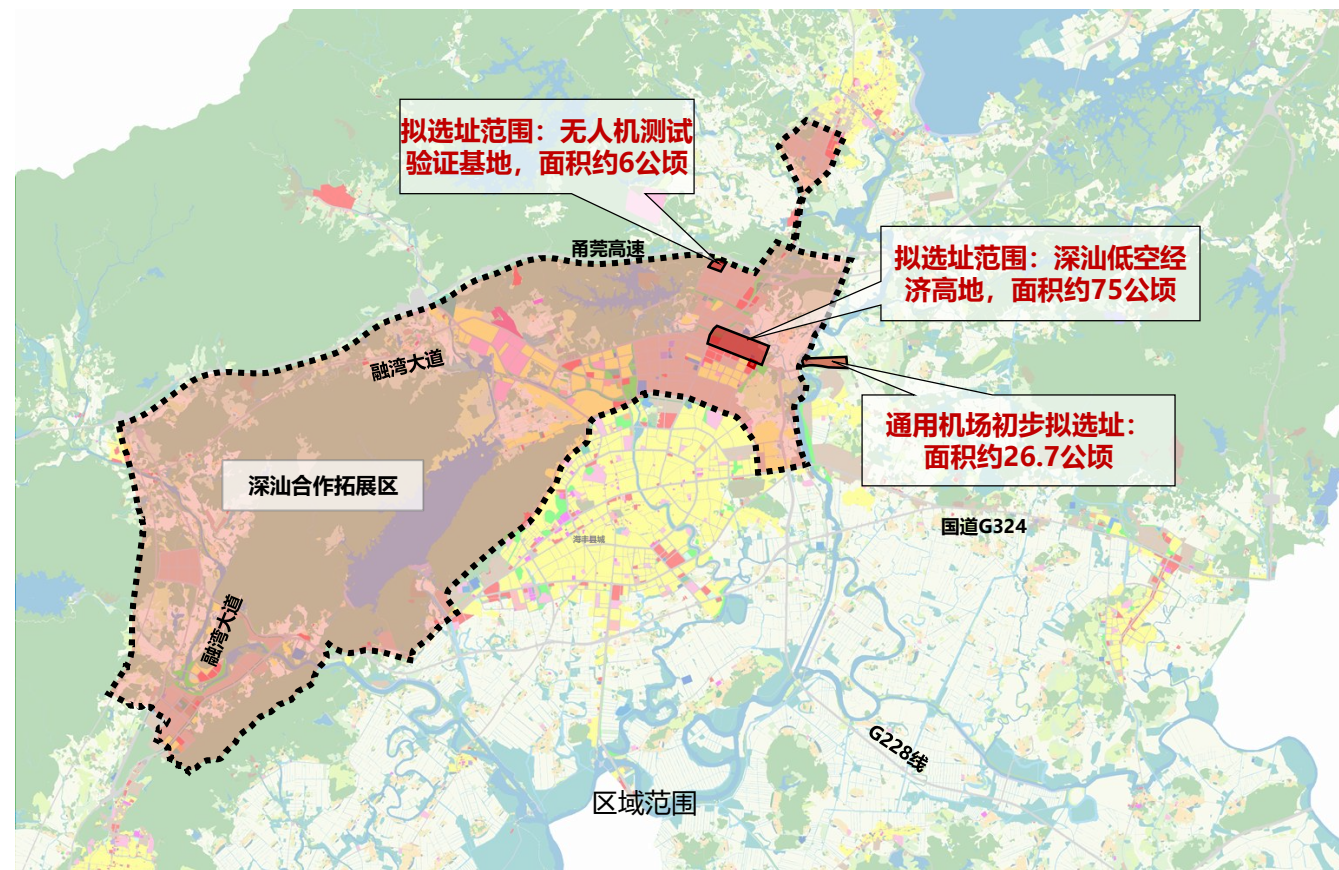 拟选址范围：无人机测试
验证基地，面积约6公顷
甬莞高速
拟选址范围：深汕低空经
济高地，面积约75公顷
融湾大道
通用机场初步拟选址：
面积约26.7公顷
深汕合作拓展区
国道G324
海丰县城
融湾大道
G228线
区域范围